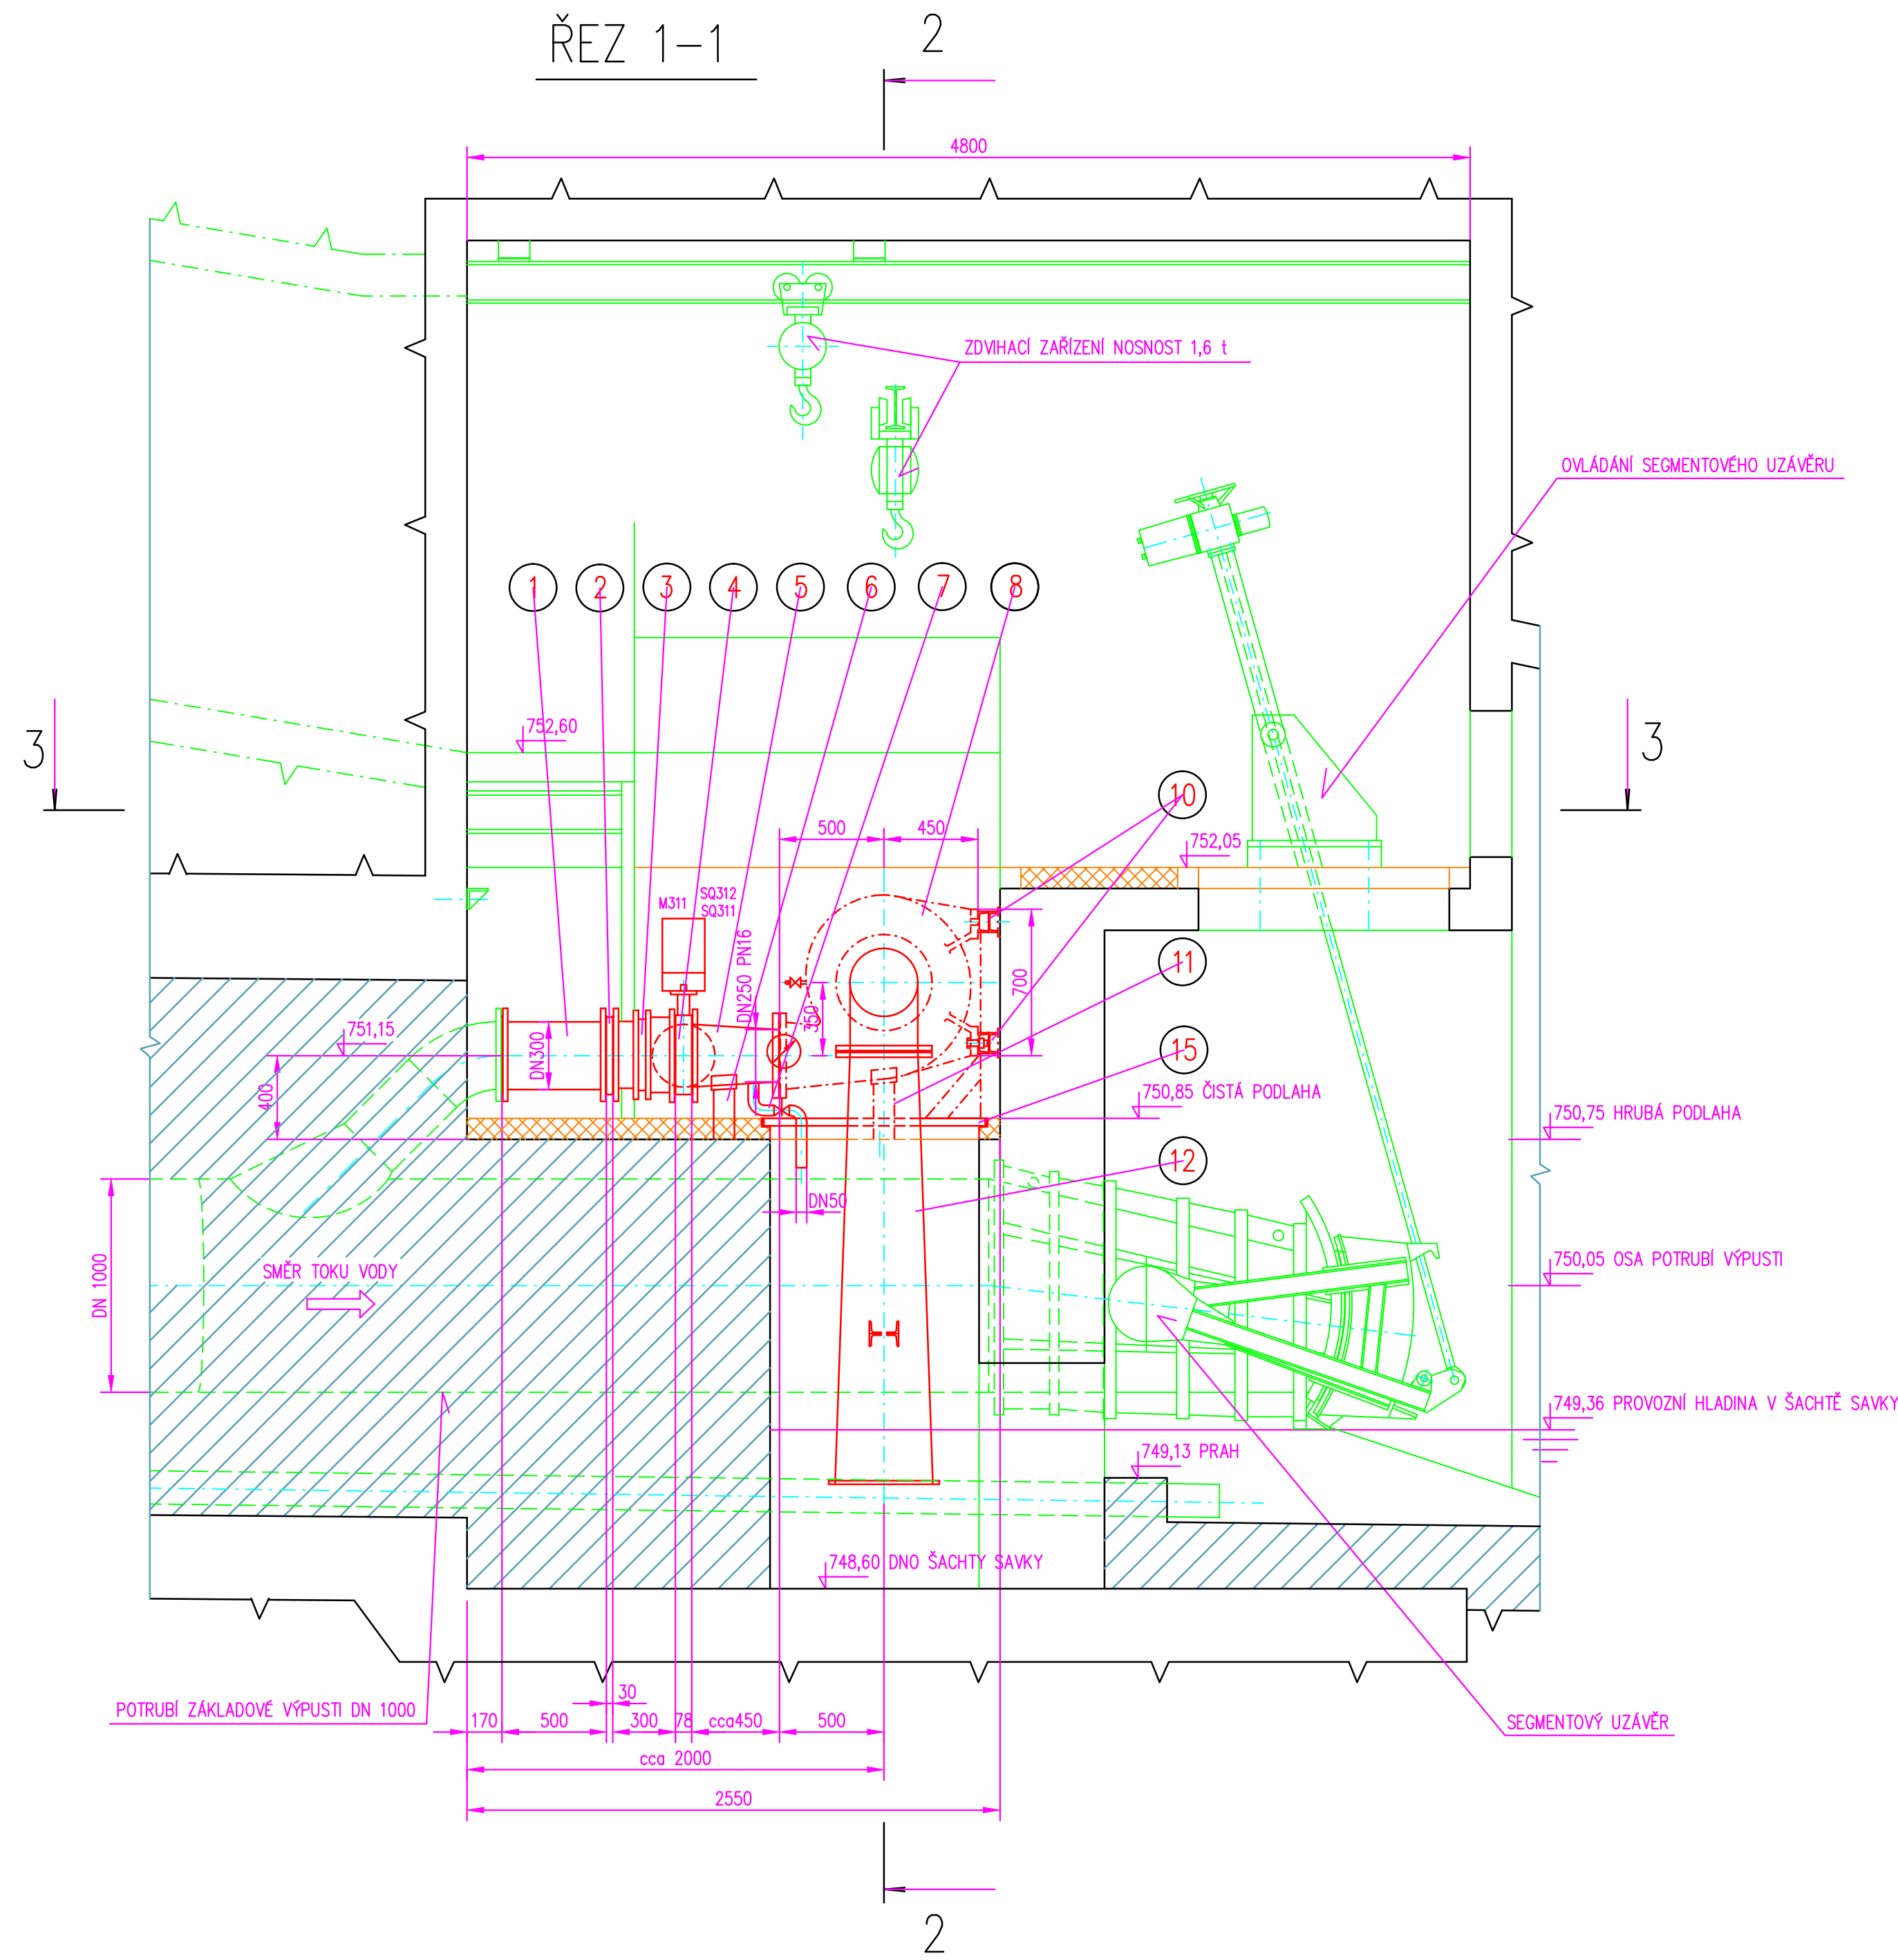 ŘEZ 1-1
2
4800
ZDVIHACÍ ZAŘÍZENÍ NOSNOST 1,6 t
OVLÁDÁNÍ SEGMENTOVÉHO UZÁVĚRU
1
2
3
4
5
6
7
8
752,60
3
3
10
500
450
752,05
M311
SQ312
SQ311
DN250 PN16
11
700
350
751,15
DN300
15
400
750,85 ČISTÁ PODLAHA
750,75 HRUBÁ PODLAHA
12
DN50
SMĚR TOKU VODY
DN 1000
750,05 OSA POTRUBÍ VÝPUSTI
749,36 PROVOZNÍ HLADINA V ŠACHTĚ SAVKY
749,13 PRAH
748,60 DNO ŠACHTY SAVKY
POTRUBÍ ZÁKLADOVÉ VÝPUSTI DN 1000
30
170
500
300
78
cca450
500
SEGMENTOVÝ UZÁVĚR
cca 2000
2550
2